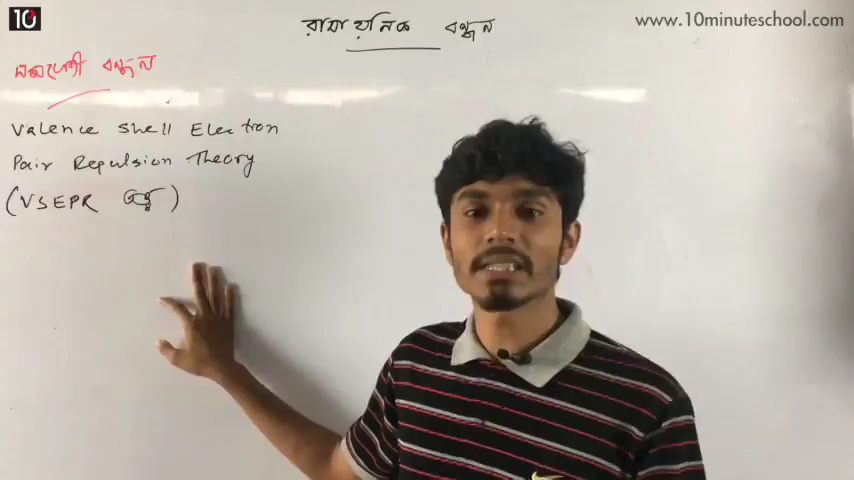 10
রাসায়নিক বন্ধন
www.10minuteschool.com
সমযোজী বন্ধন
Valence Shell Electron
Pair Repulsion Theory
(VSEPR তত্ত্ব)